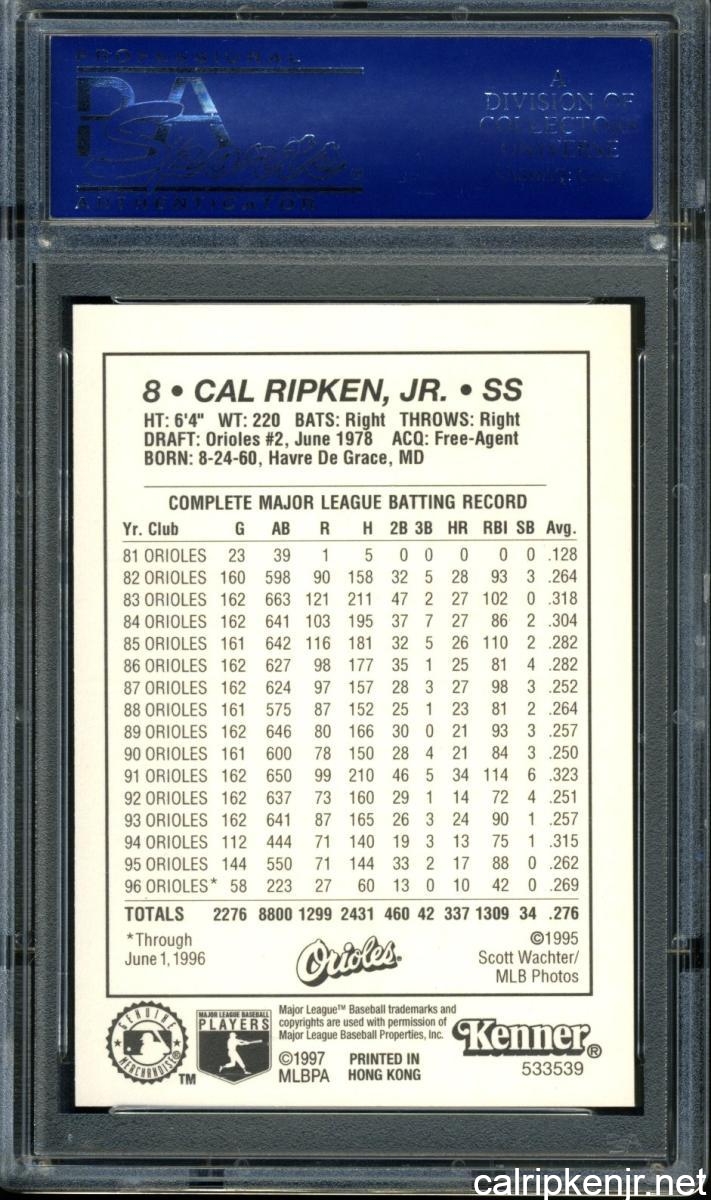 PROFESSIONAL
PSA
Sports
AUTHENTICATOR
A
DIVISION OF
COLLECTORS
UNIVERSE
8 • CAL RIPKEN, JR. • SS
HT: 6'4" WT: 220 BATS: Right THROWS: Right
DRAFT: Orioles #2, June 1978 ACQ: Free-Agent
BORN: 8-24-60, Havre De Grace, MD
COMPLETE MAJOR LEAGUE BATTING RECORD
Yr. Club G AB R H 2B 3B HR RBI SB Avg.
81 ORIOLES 23 39 1 5 0 0 0 0 0 .128
82 ORIOLES 160 598 90 158 32 5 28 93 3 .264
83 ORIOLES 162 663 121 211 47 2 27 102 0 .318
84 ORIOLES 162 641 103 195 37 7 27 86 2 .304
85 ORIOLES 161 642 116 181 32 5 26 110 2 .282
86 ORIOLES 162 627 98 177 35 1 25 81 4 .282
87 ORIOLES 162 624 97 157 28 3 27 98 3 .252
88 ORIOLES 161 575 87 152 25 1 23 81 2 .264
89 ORIOLES 162 646 80 166 30 0 21 93 3 .257
90 ORIOLES 161 600 78 150 28 4 21 84 3 .250
91 ORIOLES 162 650 99 210 46 5 34 114 6 .323
92 ORIOLES 162 637 73 160 29 1 14 72 4 .251
93 ORIOLES 162 641 87 165 26 3 24 90 1 .257
94 ORIOLES 112 444 71 140 19 3 13 75 1 .315
95 ORIOLES 144 550 71 144 33 2 17 88 0 .262
96 ORIOLES* 58 223 27 60 13 0 10 42 0 .269
TOTALS 2276 8800 1299 2431 460 42 337 1309 34 .276
*Through
June 1, 1996
Orioles
©1995
Scott Wachter/
MLB Photos
GENUINE
MERCHANDISE
® TM
MAJOR LEAGUE BASEBALL
PLAYERS
Major League™ Baseball trademarks and
copyrights are used with permission of
Major League Baseball Properties, Inc.
©1997
MLBPA
PRINTED IN
HONG KONG
Kenner®
533539
calripkenjr.net